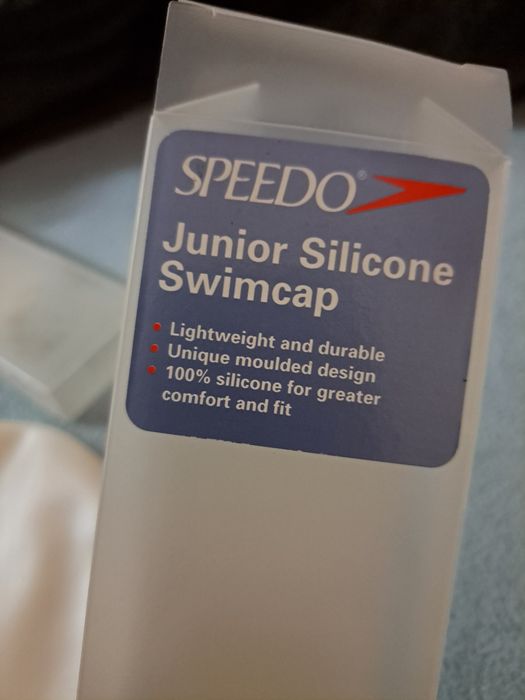 SPEEDO®
Junior Silicone
Swimcap
• Lightweight and durable
• Unique moulded design
• 100% silicone for greater
comfort and fit